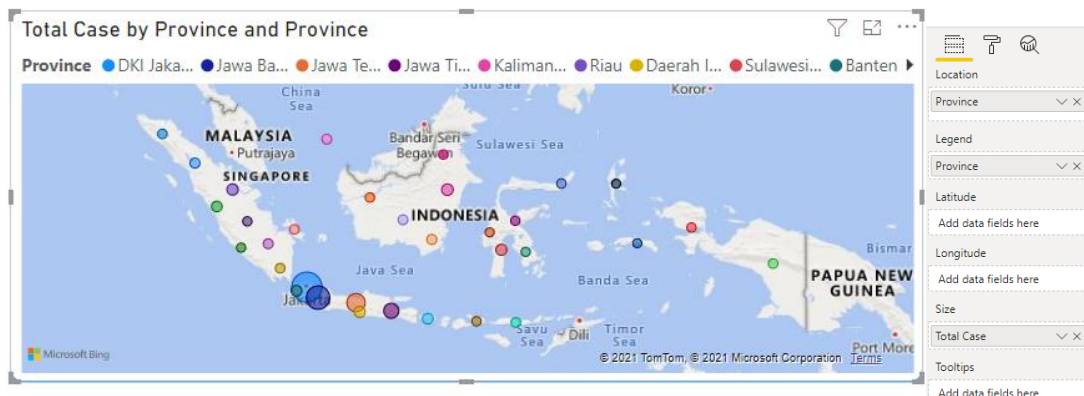 Total Case by Province and Province
Province DKI Jaka... Jawa Ba... Jawa Te... Jawa Ti... Kaliman... Riau Daerah I... Sulawesi... Banten
China
Sea
Sulu Sea
Koror
MALAYSIA
Putrajaya
Bandar Seri
Begawan
Sulawesi Sea
SINGAPORE
INDONESIA
Bismar
Java Sea
Banda Sea
PAPUA NEW
GUINEA
Jakarta
Savu
Sea
Dili
Timor
Sea
Port More
Microsoft Bing
© 2021 TomTom, © 2021 Microsoft Corporation Terms
Location
Province
Legend
Province
Latitude
Add data fields here
Longitude
Add data fields here
Size
Total Case
Tooltips
Add data fields here